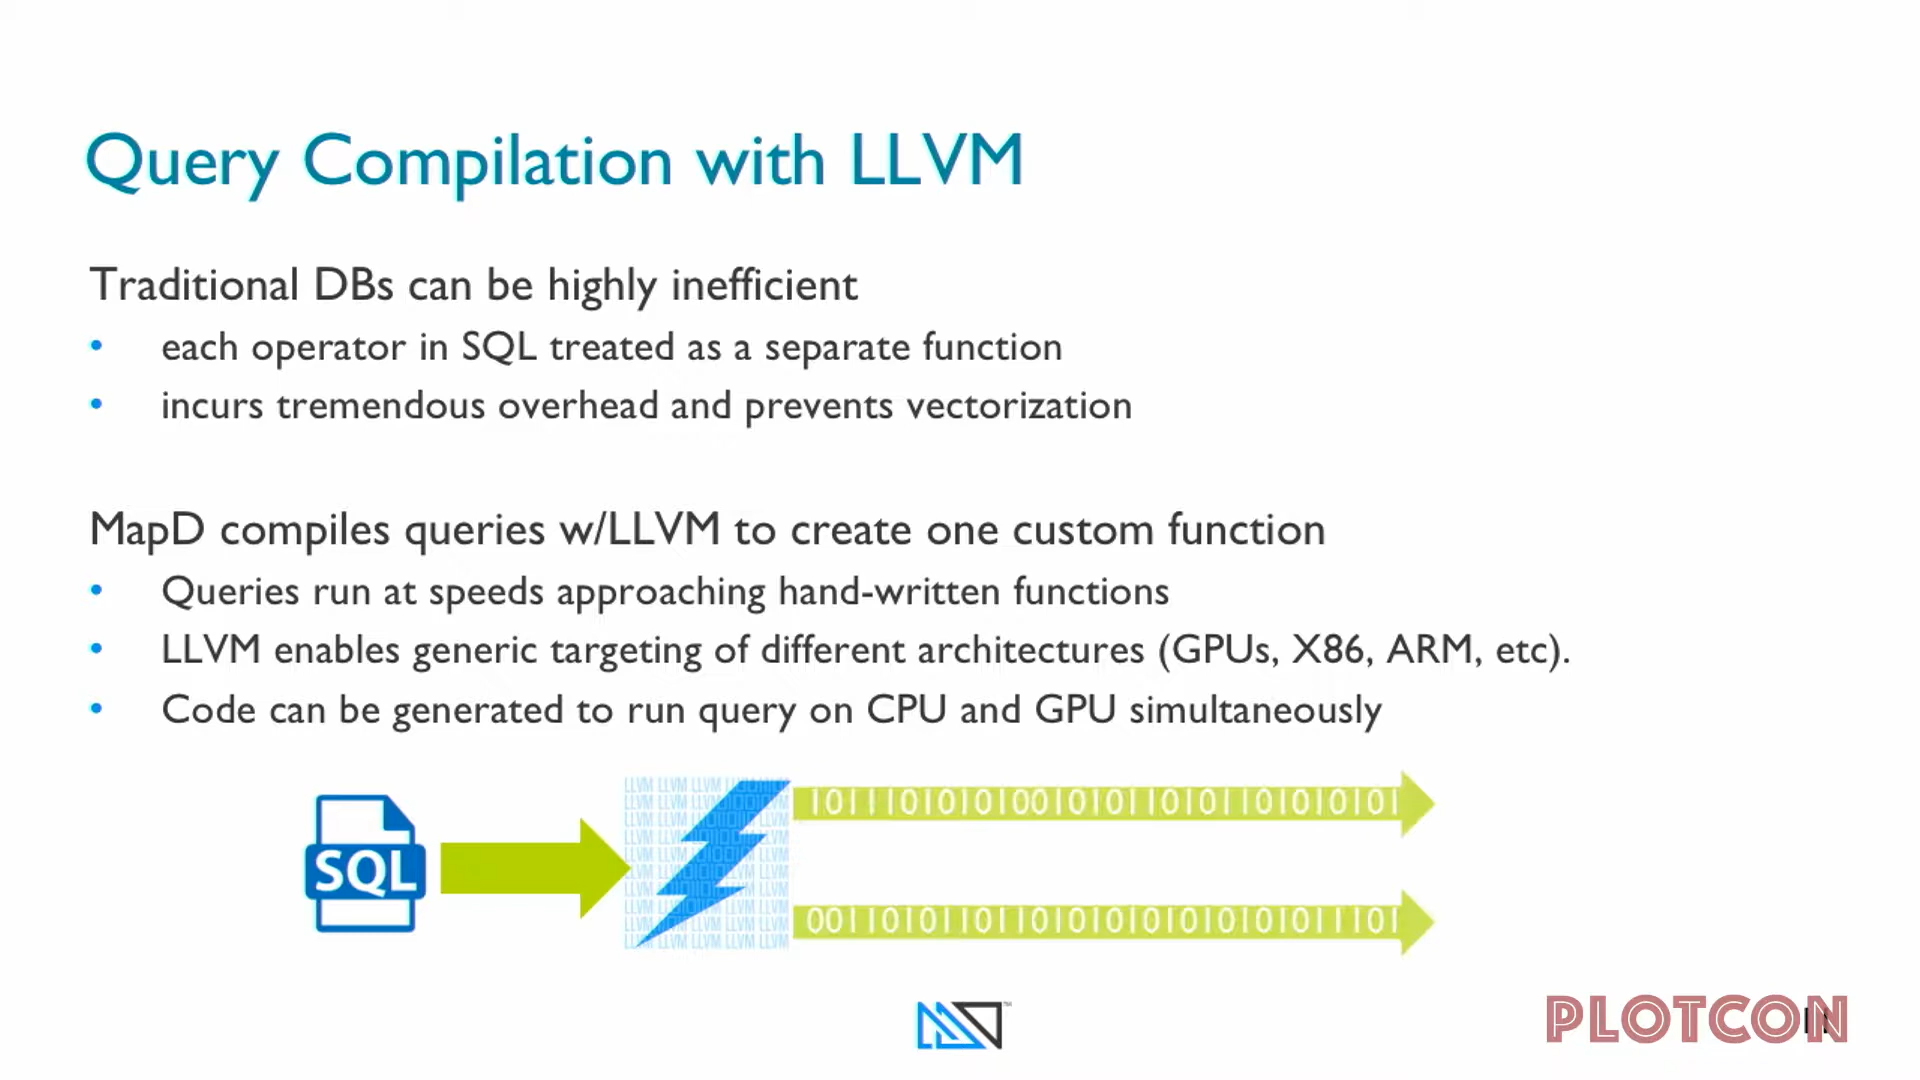 Query Compilation with LLVM
Traditional DBs can be highly inefficient
• each operator in SQL treated as a separate function
• incurs tremendous overhead and prevents vectorization
MapD compiles queries w/LLVM to create one custom function
• Queries run at speeds approaching hand-written functions
• LLVM enables generic targeting of different architectures (GPUs, X86, ARM, etc).
• Code can be generated to run query on CPU and GPU simultaneously
SQL
LLVM LLVM LLVM
PLOTCON